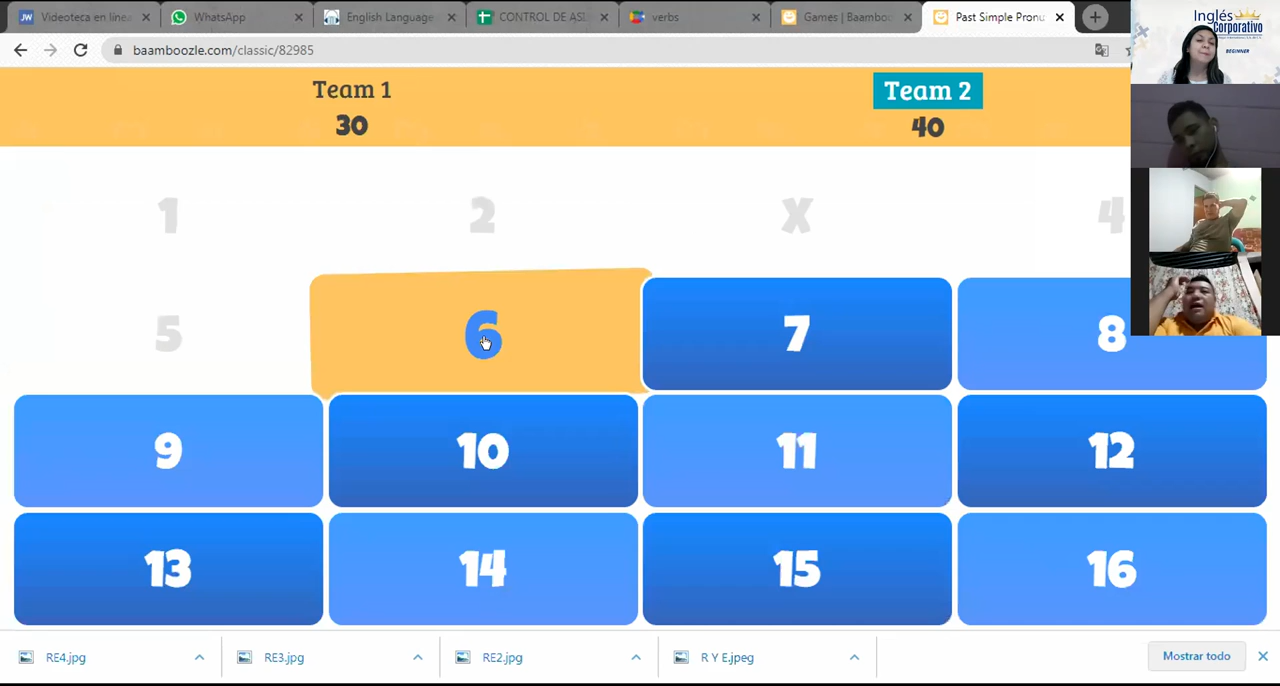 Videoteca en línea
WhatsApp
English Language
CONTROL DE ASI
verbs
Games | Baamboo
Past Simple Pronu
baamboozle.com/classic/82985
Inglés
Corporativo
BEGINNER
Team 1
30
Team 2
40
1
2
X
4
5
6
7
8
9
10
11
12
13
14
15
16
RE4.jpg
RE3.jpg
RE2.jpg
R Y E.jpeg
Mostrar todo